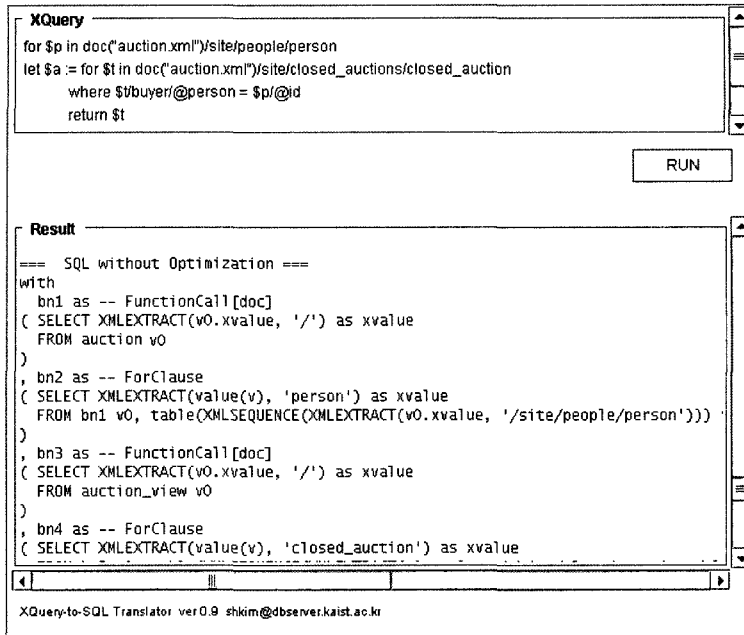 XQuery
for $p in doc("auction.xml")/site/people/person
let $a := for $t in doc("auction.xml")/site/closed_auctions/closed_auction
where $t/buyer/@person = $p/@id
return $t
RUN
Result
=== SQL without Optimization ===
with
bn1 as -- FunctionCall[doc]
( SELECT XMLEXTRACT(v0.xvalue, '/') as xvalue
FROM auction v0
)
, bn2 as -- ForClause
( SELECT XMLEXTRACT(value(v), 'person') as xvalue
FROM bn1 v0, table(XMLSEQUENCE(XMLEXTRACT(v0.xvalue, '/site/people/person')))
)
, bn3 as -- FunctionCall[doc]
( SELECT XMLEXTRACT(v0.xvalue, '/') as xvalue
FROM auction_view v0
)
, bn4 as -- ForClause
( SELECT XMLEXTRACT(value(v), 'closed_auction') as xvalue
XQuery-to-SQL Translator ver 0.9 shkim@dbserver.kaist.ac.kr